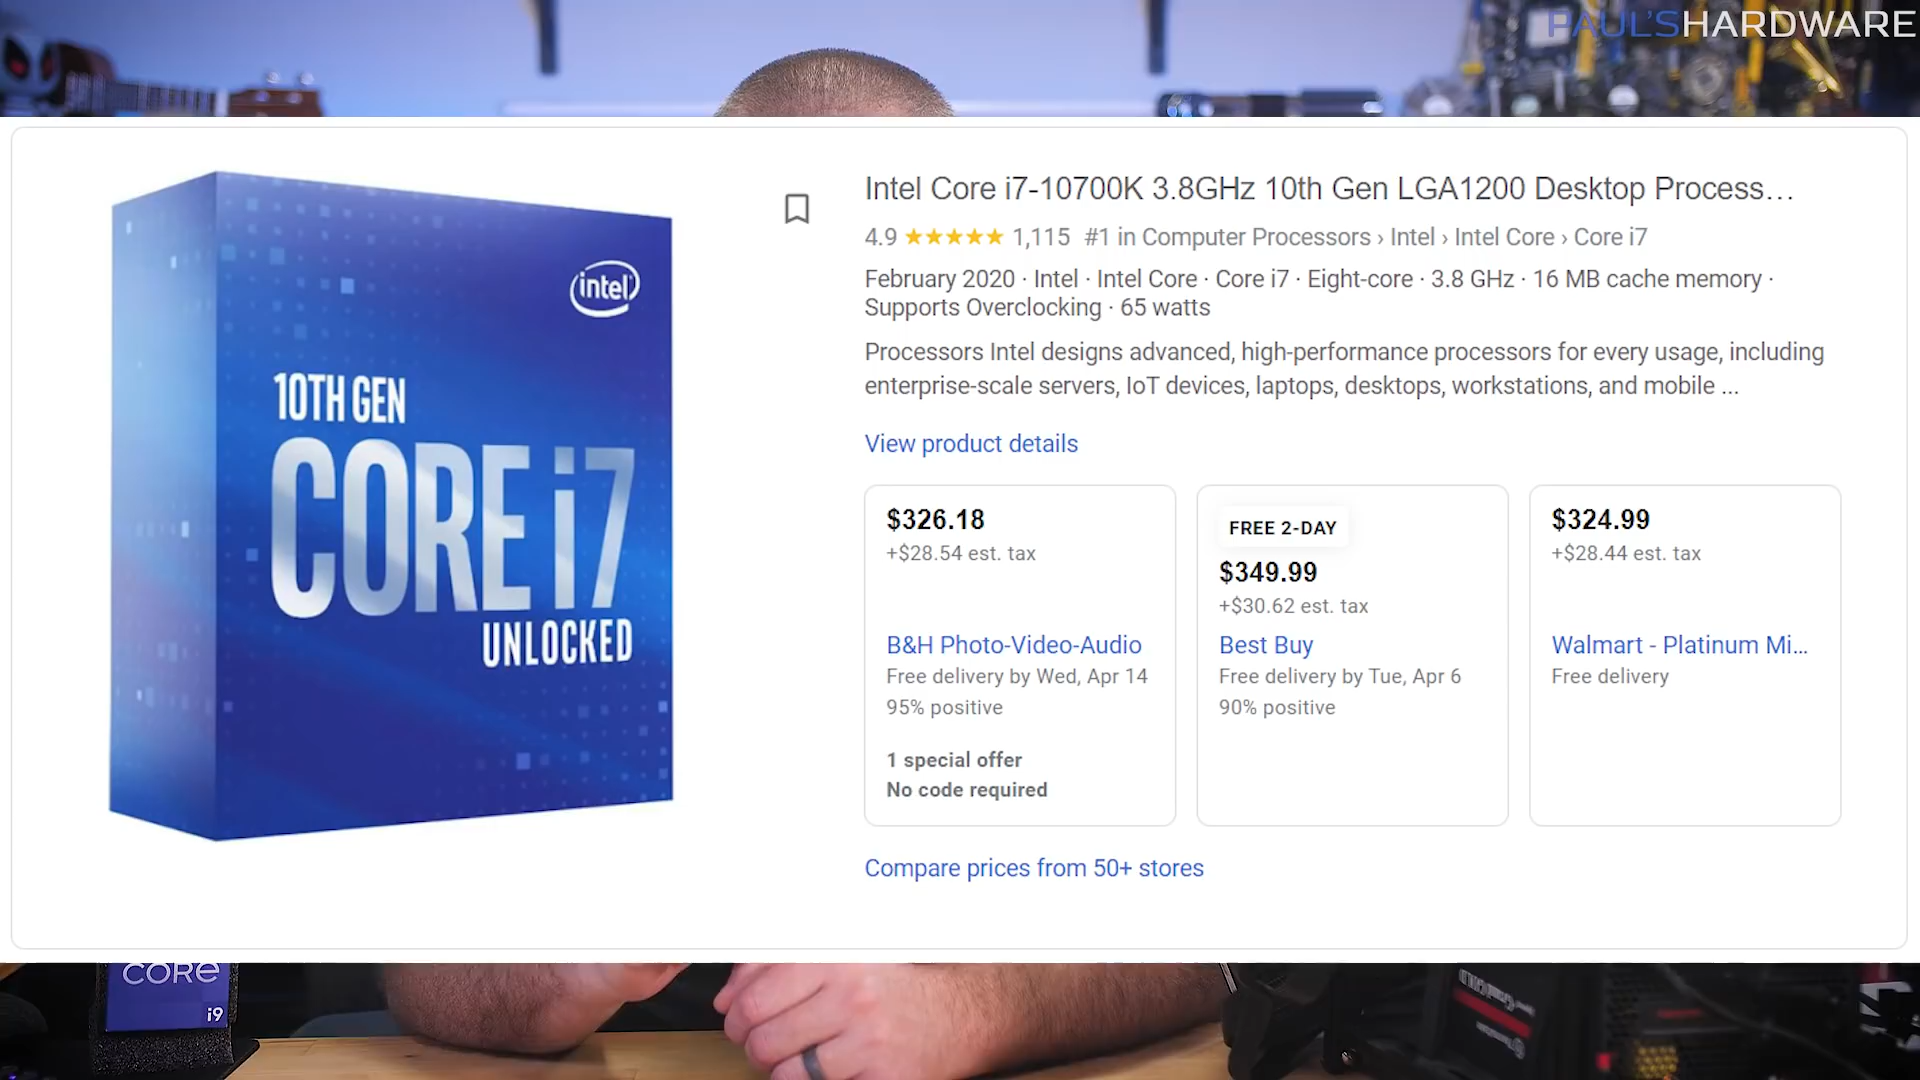 PAUL'SHARDWARE
intel
10TH GEN
CORE i7
UNLOCKED
Intel Core i7-10700K 3.8GHz 10th Gen LGA1200 Desktop Process…
4.9 ★★★★★ 1,115 #1 in Computer Processors › Intel › Intel Core › Core i7
February 2020 · Intel · Intel Core · Core i7 · Eight-core · 3.8 GHz · 16 MB cache memory ·
Supports Overclocking · 65 watts
Processors Intel designs advanced, high-performance processors for every usage, including
enterprise-scale servers, IoT devices, laptops, desktops, workstations, and mobile ...
View product details
$326.18
+$28.54 est. tax
B&H Photo-Video-Audio
Free delivery by Wed, Apr 14
95% positive
1 special offer
No code required
FREE 2-DAY
$349.99
+$30.62 est. tax
Best Buy
Free delivery by Tue, Apr 6
90% positive
$324.99
+$28.44 est. tax
Walmart - Platinum Mi...
Free delivery
Compare prices from 50+ stores
CORE
i9